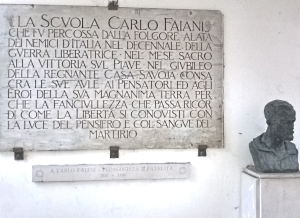 LA SCVOLA CARLO FAIANI
CHE FV PERCOSSA DALLA FOLGORE ALATA
DEI NEMICI D'ITALIA NEL DECENNALE DELLA
GVERRA LIBERATRICE NEL MESE SACRO
ALLA VITTORIA SVL PIAVE NEL GIVBILEO
DELLA REGNANTE CASA SAVOIA CONSA
CRA LE SVE AVLE AI PENSATORI ED AGLI
EROI DELLA SVA MAGNANIMA TERRA PER
CHE LA FANCIVLLEZZA CHE PASSA RICOR
DI COME LA LIBERTÀ SI CONQVISTI CON
LA LVCE DEL PENSIERO E COL SANGVE DEL
MARTIRIO
A CARLO FAIANI